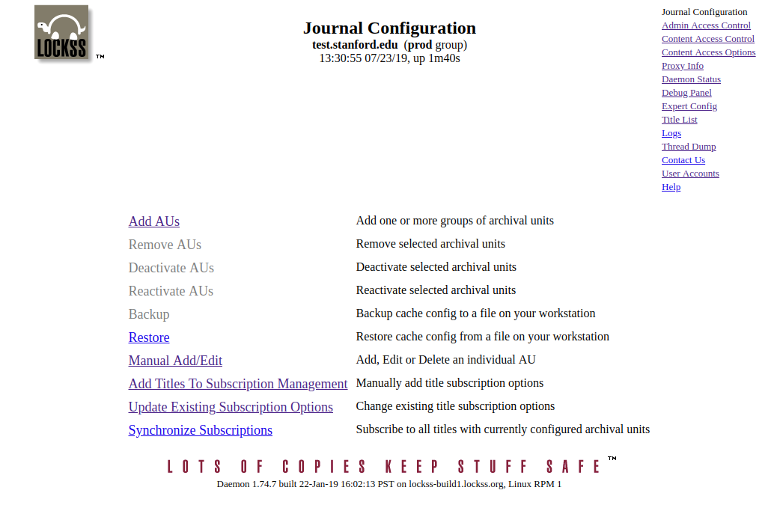 LOCKSS
TM
Journal Configuration
test.stanford.edu (prod group)
13:30:55 07/23/19, up 1m40s
Journal Configuration
Admin Access Control
Content Access Control
Content Access Options
Proxy Info
Daemon Status
Debug Panel
Expert Config
Title List
Logs
Thread Dump
Contact Us
User Accounts
Help
Add AUs Add one or more groups of archival units
Remove AUs Remove selected archival units
Deactivate AUs Deactivate selected archival units
Reactivate AUs Reactivate selected archival units
Backup Backup cache config to a file on your workstation
Restore Restore cache config from a file on your workstation
Manual Add/Edit Add, Edit or Delete an individual AU
Add Titles To Subscription Management Manually add title subscription options
Update Existing Subscription Options Change existing title subscription options
Synchronize Subscriptions Subscribe to all titles with currently configured archival units
LOTS OF COPIES KEEP STUFF SAFE TM
Daemon 1.74.7 built 22-Jan-19 16:02:13 PST on lockss-build1.lockss.org, Linux RPM 1